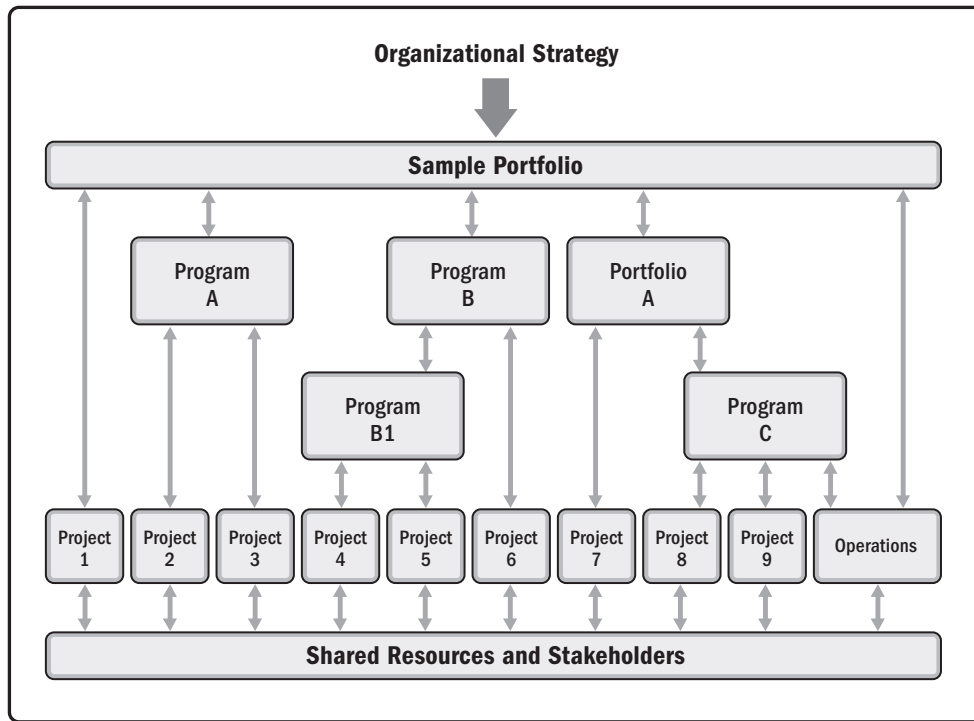 Organizational Strategy
Sample Portfolio
Program
A
Program
B
Portfolio
A
Program
B1
Program
C
Project
1
Project
2
Project
3
Project
4
Project
5
Project
6
Project
7
Project
8
Project
9
Operations
Shared Resources and Stakeholders